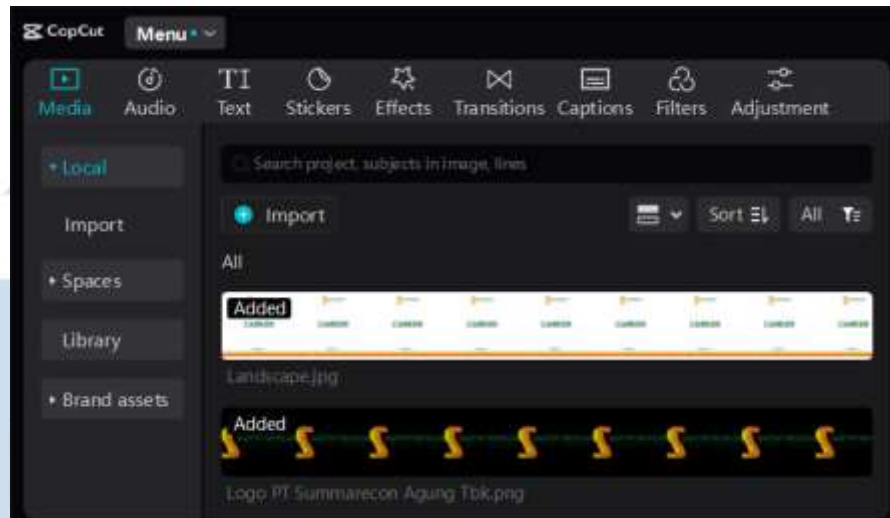 CapCut Menu
Media Audio TI Text Stickers Effects Transitions Captions Filters Adjustment
Local
Search project, subjects in image, lines
Import
Import
Sort
All
All
Spaces
Added
Library
Landscape.jpg
Brand assets
Added
Logo PT Summarecon Agung Tbk.png